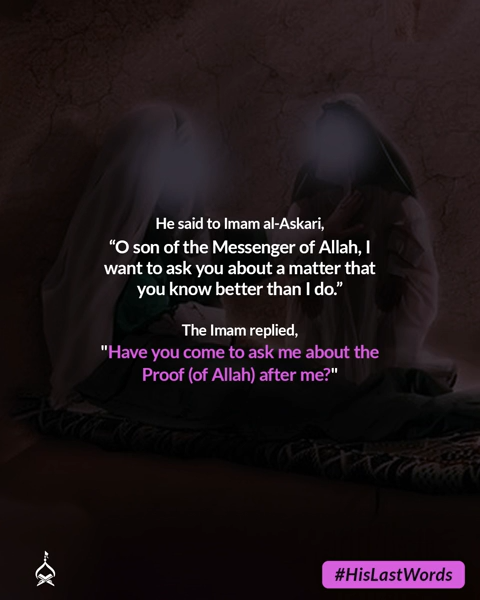 He said to Imam al-Askari,
“O son of the Messenger of Allah, I
want to ask you about a matter that
you know better than I do.”
The Imam replied,
"Have you come to ask me about the
Proof (of Allah) after me?"
#HisLastWords